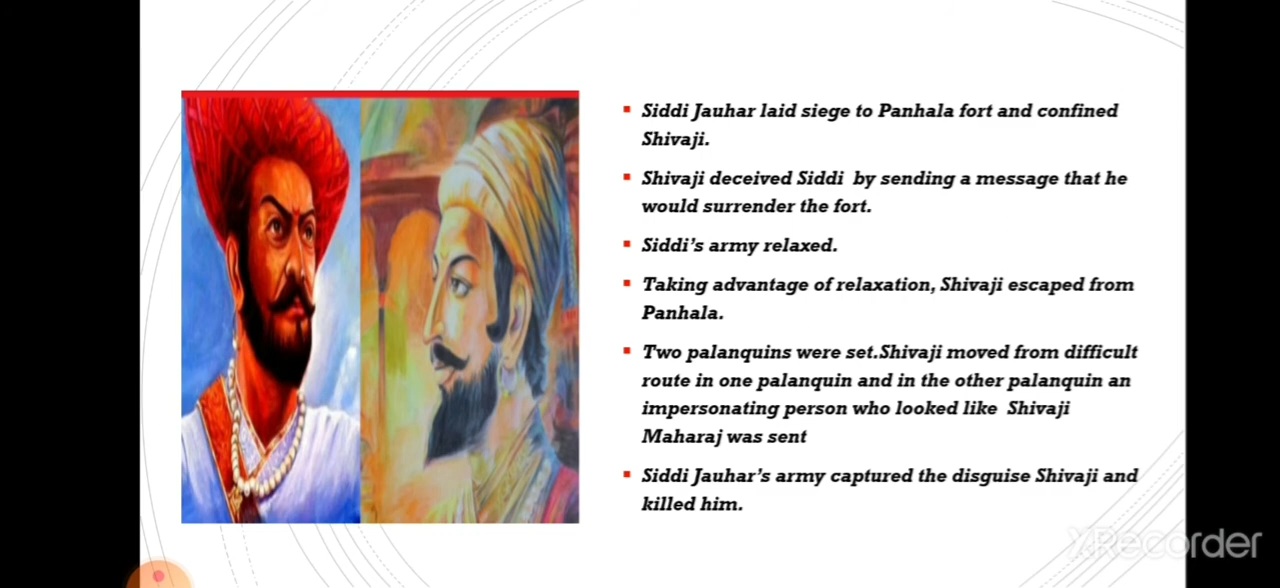 Siddi Jauhar laid siege to Panhala fort and confined
Shivaji.
Shivaji deceived Siddi by sending a message that he
would surrender the fort.
Siddi's army relaxed.
Taking advantage of relaxation, Shivaji escaped from
Panhala.
Two palanquins were set.Shivaji moved from difficult
route in one palanquin and in the other palanquin an
impersonating person who looked like Shivaji
Maharaj was sent
Siddi Jauhar's army captured the disguise Shivaji and
killed him.
XRecorder